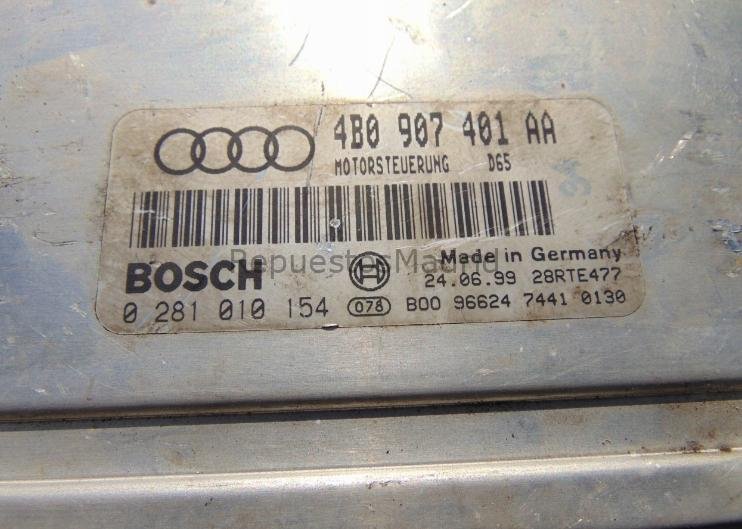 4B0 907 401 AA
MOTORSTEUERUNG D65
RepuestosMadrid
BOSCH
Made in Germany
24.06.99 28RTE477
0 281 010 154 078 B00 96624 7441 0130